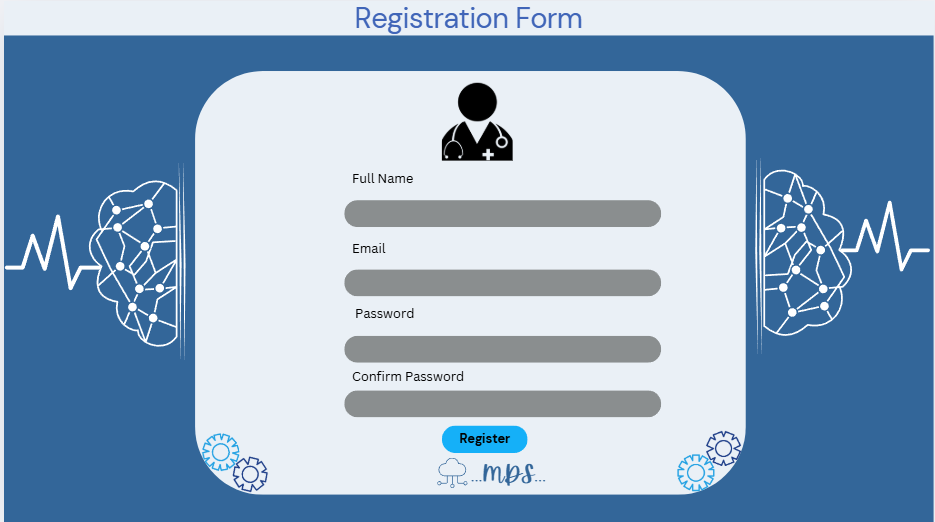 Registration Form
Full Name
Email
Password
Confirm Password
Register
...mps...